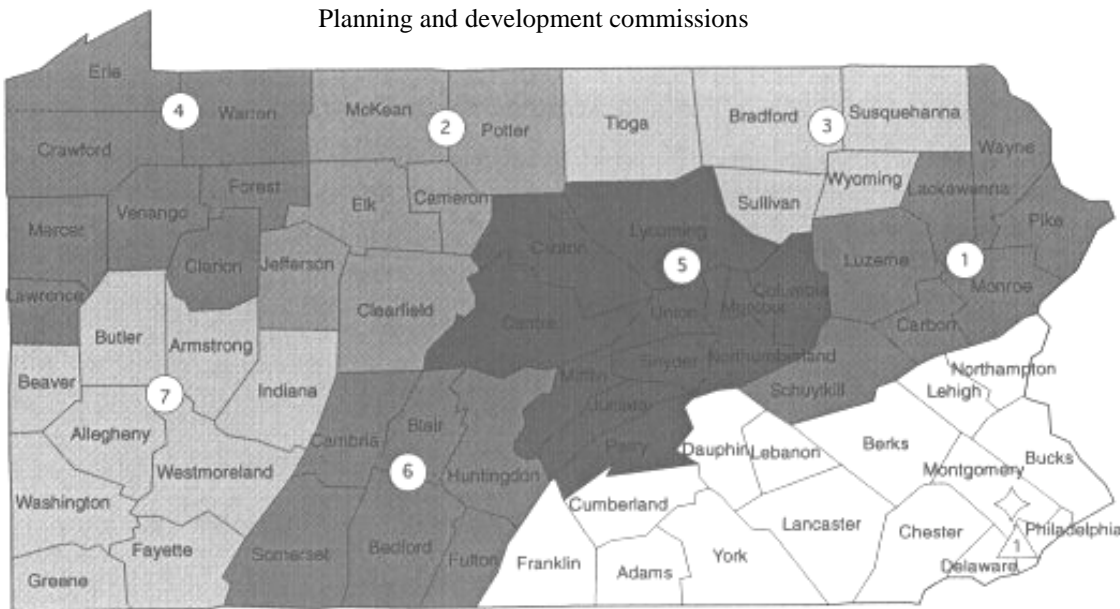 Planning and development commissions
Erie
4
Warren
McKean
2
Potter
Tioga
Bradford
3
Susquehanna
Wayne
Crawford
Forest
Elk
Cameron
Sullivan
Wyoming
Lackawanna
Pike
Mercer
Venango
Clarion
Jefferson
Clinton
Lycoming
5
Luzerne
1
Monroe
Lawrence
Clearfield
Centre
Union
Montour
Columbia
Carbon
Butler
Armstrong
Snyder
Northumberland
Northampton
Beaver
7
Indiana
Mifflin
Schuylkill
Lehigh
Allegheny
Cambria
Blair
Juniata
Perry
Dauphin
Lebanon
Berks
Bucks
Westmoreland
6
Huntingdon
Montgomery
Washington
Cumberland
Lancaster
Chester
Philadelphia
Fayette
Somerset
Bedford
Fulton
Franklin
York
1
Greene
Adams
Delaware